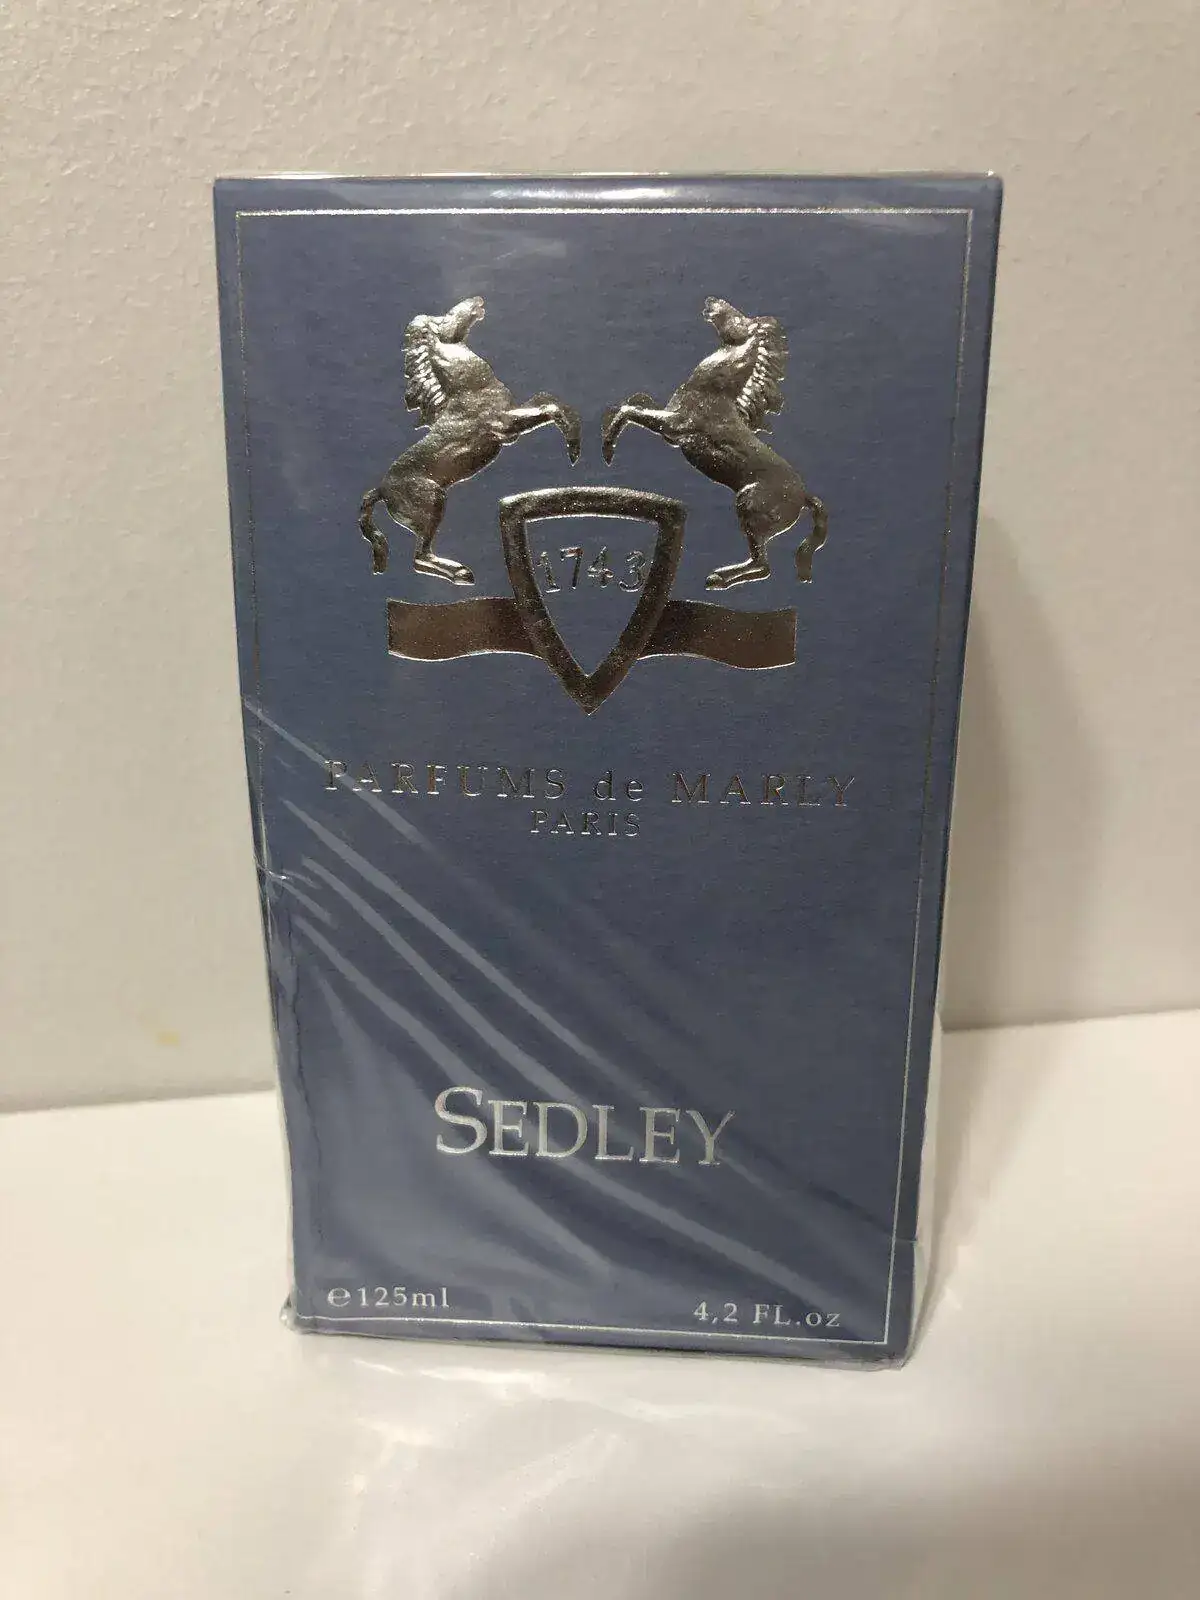 1743
PARFUMS de MARLY
PARIS
SEDLEY
℮125ml
4,2 FL.oz